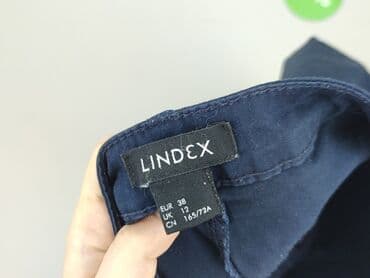 LINDEX
EUR 38
UK 12
CN 165/72A